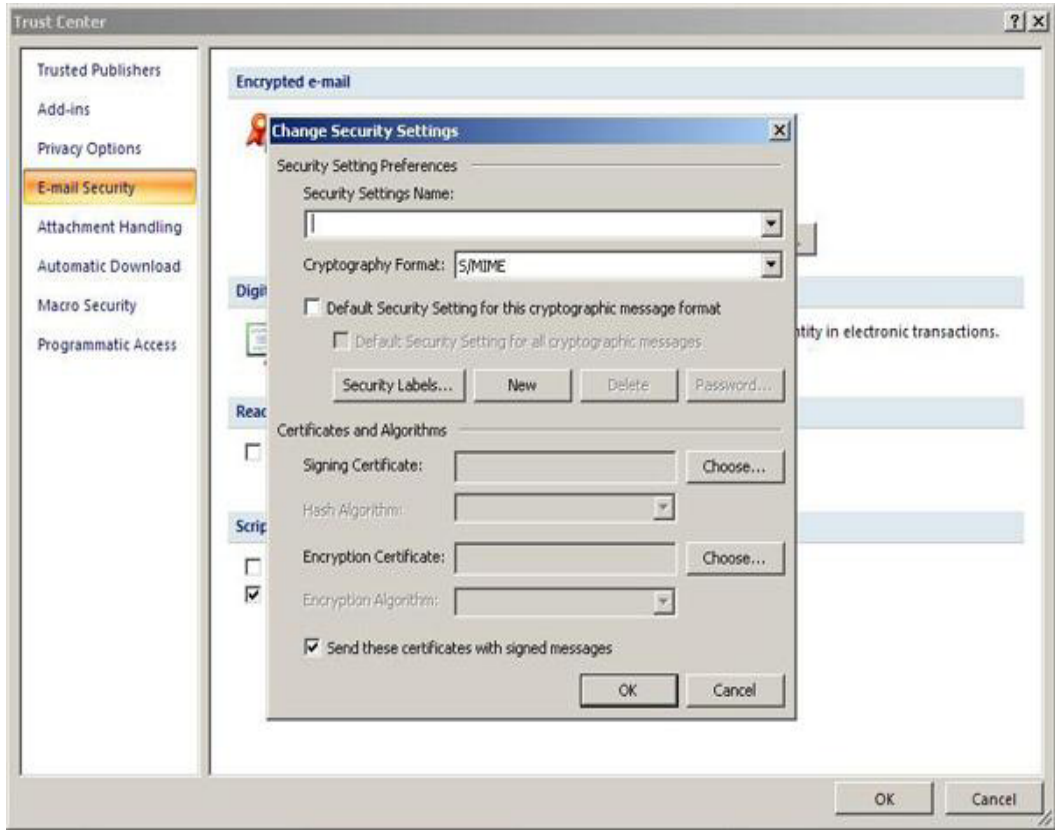 Trust Center
Trusted Publishers
Add-ins
Privacy Options
E-mail Security
Attachment Handling
Automatic Download
Macro Security
Programmatic Access
Encrypted e-mail
Digit
ntity in electronic transactions.
Read
Scrip
Change Security Settings
Security Setting Preferences
Security Settings Name:
Cryptography Format: S/MIME
Default Security Setting for this cryptographic message format
Default Security Setting for all cryptographic messages
Security Labels... New Delete Password...
Certificates and Algorithms
Signing Certificate: Choose...
Hash Algorithm:
Encryption Certificate: Choose...
Encryption Algorithm:
Send these certificates with signed messages
OK Cancel
OK Cancel